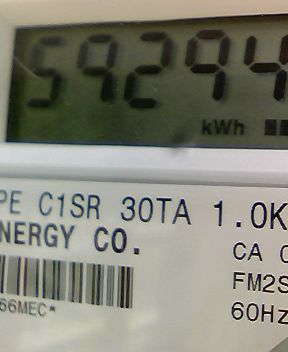 59294
kWh
PE C1SR 30TA 1.0K
NERGY CO.
CA
FM2S
60Hz
66MEC*